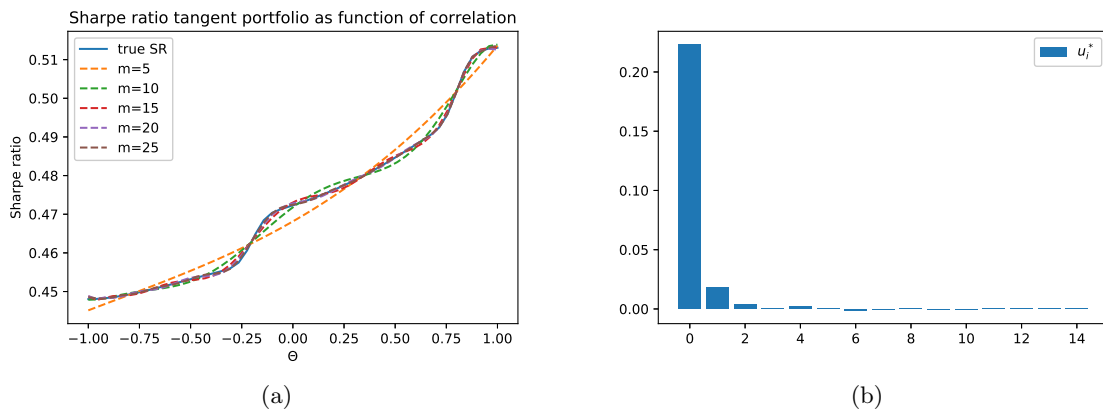 Sharpe ratio tangent portfolio as function of correlation
Sharpe ratio
0.51
0.50
0.49
0.48
0.47
0.46
0.45
true SR
m=5
m=10
m=15
m=20
m=25
−1.00 −0.75 −0.50 −0.25 0.00 0.25 0.50 0.75 1.00
Θ
(a)
0.20
0.15
0.10
0.05
0.00
u_i^*
0 2 4 6 8 10 12 14
(b)